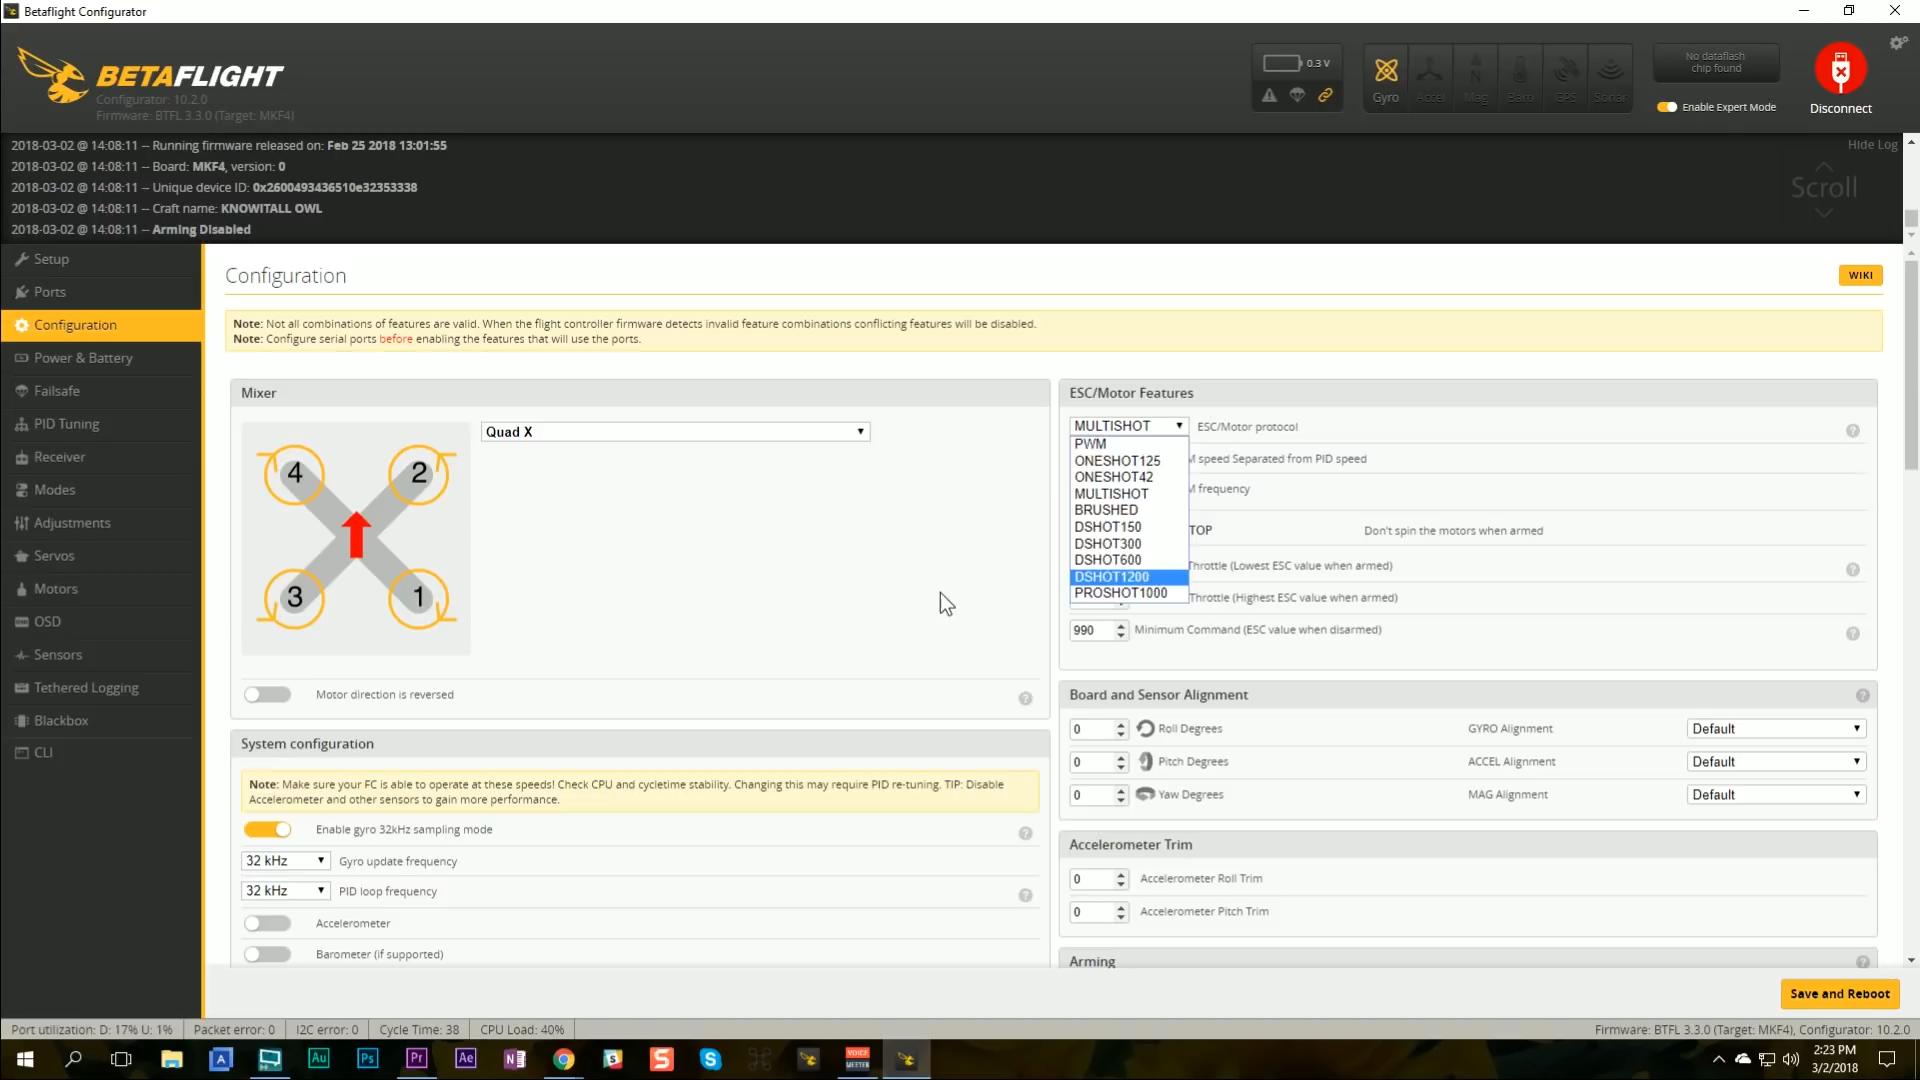 Betaflight Configurator
BETAFLIGHT
Configurator: 10.2.0
Firmware: BTFL 3.3.0 (Target: MKF4)
0.3 V
Gyro
Accel
Mag
Baro
GPS
Sonar
No dataflash
chip found
Enable Expert Mode
Disconnect
2018-03-02 @ 14:08:11 -- Running firmware released on: Feb 25 2018 13:01:55
2018-03-02 @ 14:08:11 -- Board: MKF4, version: 0
2018-03-02 @ 14:08:11 -- Unique device ID: 0x2600493436510e32353338
2018-03-02 @ 14:08:11 -- Craft name: KNOWITALL OWL
2018-03-02 @ 14:08:11 -- Arming Disabled
Hide Log
Scroll
Setup
Ports
Configuration
Power & Battery
Failsafe
PID Tuning
Receiver
Modes
Adjustments
Servos
Motors
OSD
Sensors
Tethered Logging
Blackbox
CLI
Configuration
WIKI
Note: Not all combinations of features are valid. When the flight controller firmware detects invalid feature combinations conflicting features will be disabled.
Note: Configure serial ports before enabling the features that will use the ports.
Mixer
Quad X
4
2
3
1
Motor direction is reversed
System configuration
Note: Make sure your FC is able to operate at these speeds! Check CPU and cycletime stability. Changing this may require PID re-tuning. TIP: Disable
Accelerometer and other sensors to gain more performance.
Enable gyro 32kHz sampling mode
32 kHz Gyro update frequency
32 kHz PID loop frequency
Accelerometer
Barometer (if supported)
ESC/Motor Features
MULTISHOT ESC/Motor protocol
PWM
ONESHOT125
ONESHOT42
MULTISHOT
BRUSHED
DSHOT150
DSHOT300
DSHOT600
DSHOT1200
PROSHOT1000
M speed Separated from PID speed
M frequency
TOP Don't spin the motors when armed
Throttle (Lowest ESC value when armed)
Throttle (Highest ESC value when armed)
990 Minimum Command (ESC value when disarmed)
Board and Sensor Alignment
0 Roll Degrees GYRO Alignment Default
0 Pitch Degrees ACCEL Alignment Default
0 Yaw Degrees MAG Alignment Default
Accelerometer Trim
0 Accelerometer Roll Trim
0 Accelerometer Pitch Trim
Arming
Save and Reboot
Port utilization: D: 17% U: 1% Packet error: 0 I2C error: 0 Cycle Time: 38 CPU Load: 40%
Firmware: BTFL 3.3.0 (Target: MKF4), Configurator: 10.2.0
Au
Ps
Pr
Ae
VOICE
MEETER
2:23 PM
3/2/2018